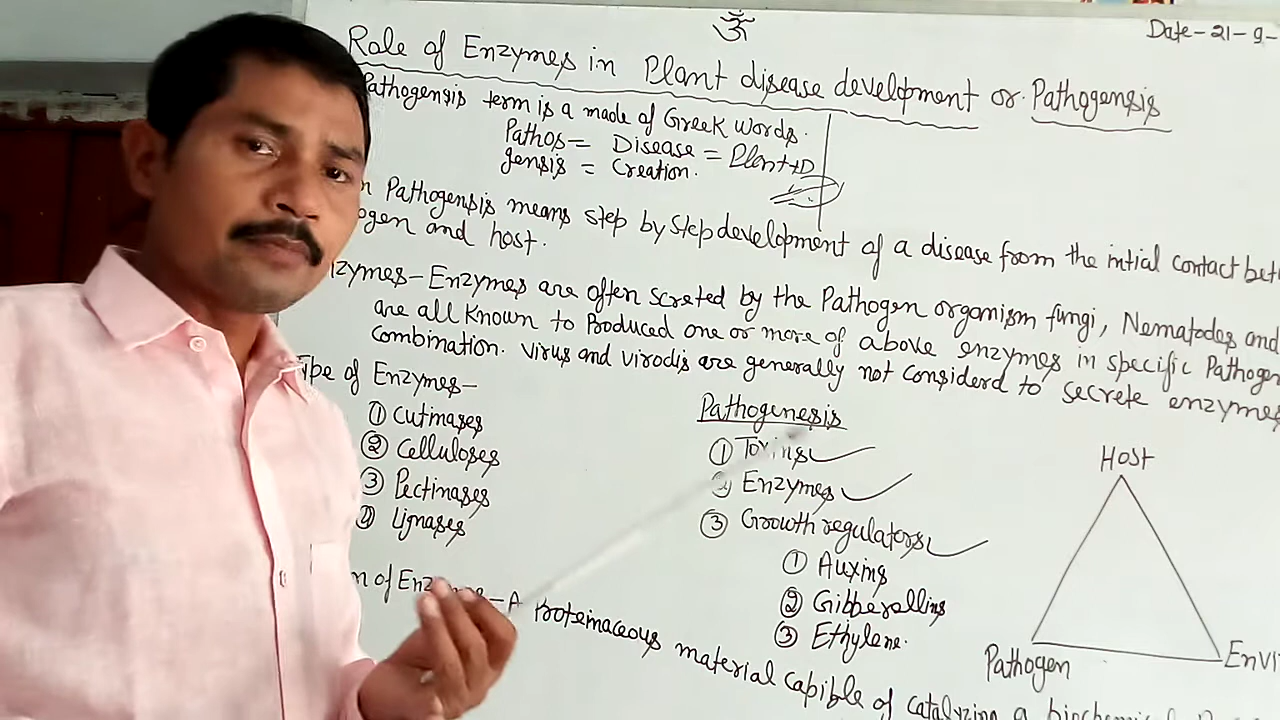 ॐ
Date-21-9-
Role of Enzymes in Plant disease development or Pathogensis
Pathogensis term is a made of Greek words.
Pathos = Disease = Plant+D
gensis = Creation.
n Pathogensis means step by step development of a disease from the intial contact bet
ogen and host.
zymes - Enzymes are often screted by the Pathogen organism fungi, Nematodes and
are all known to Produced one or more of above enzymes in specific Pathogen
combination. Virus and virodis are generally not considerd to secrete enzymes
Type of Enzymes-
① Cutinases
② Celluloses
③ Pectinases
④ Lignases
Pathogenesis
① Toxins
② Enzymes
③ Growth regulators
① Auxins
② Gibberallins
③ Ethylene.
Host
Pathogen
Envi
n of Enzymes - A Proteinaceous material capible of catalyzing a biochemical